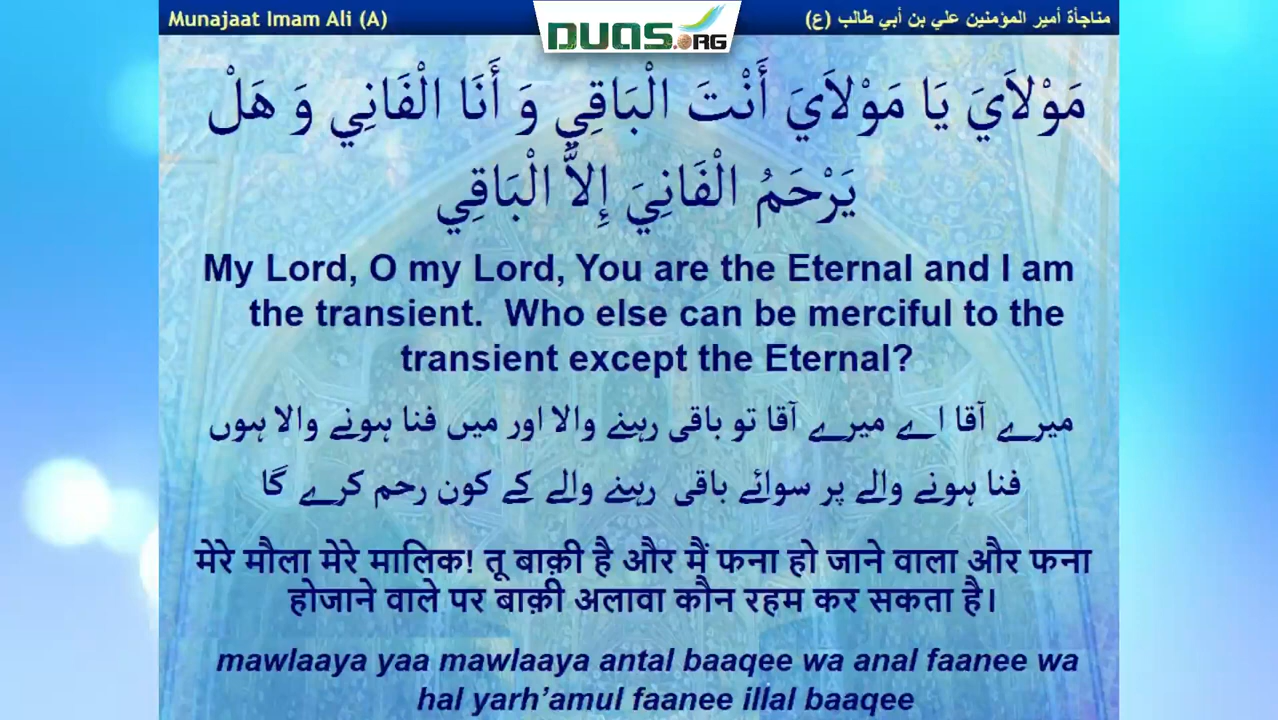 Munajaat Imam Ali (A)
DUAS.ORG
مناجأة أمير المؤمنين علي بن أبي طالب (ع)
مَوْلاَيَ يَا مَوْلاَيَ أَنْتَ الْبَاقِي وَ أَنَا الْفَانِي وَ هَلْ
يَرْحَمُ الْفَانِيَ إِلاَّ الْبَاقِي
My Lord, O my Lord, You are the Eternal and I am
the transient. Who else can be merciful to the
transient except the Eternal?
میرے آقا اے میرے آقا تو باقی رہنے والا اور میں فنا ہونے والا ہوں
فنا ہونے والے پر سوائے باقی رہنے والے کے کون رحم کرے گا
मेरे मौला मेरे मालिक! तू बाक़ी है और मैं फना हो जाने वाला और फना
होजाने वाले पर बाक़ी अलावा कौन रहम कर सकता है।
mawlaaya yaa mawlaaya antal baaqee wa anal faanee wa
hal yarh’amul faanee illal baaqee